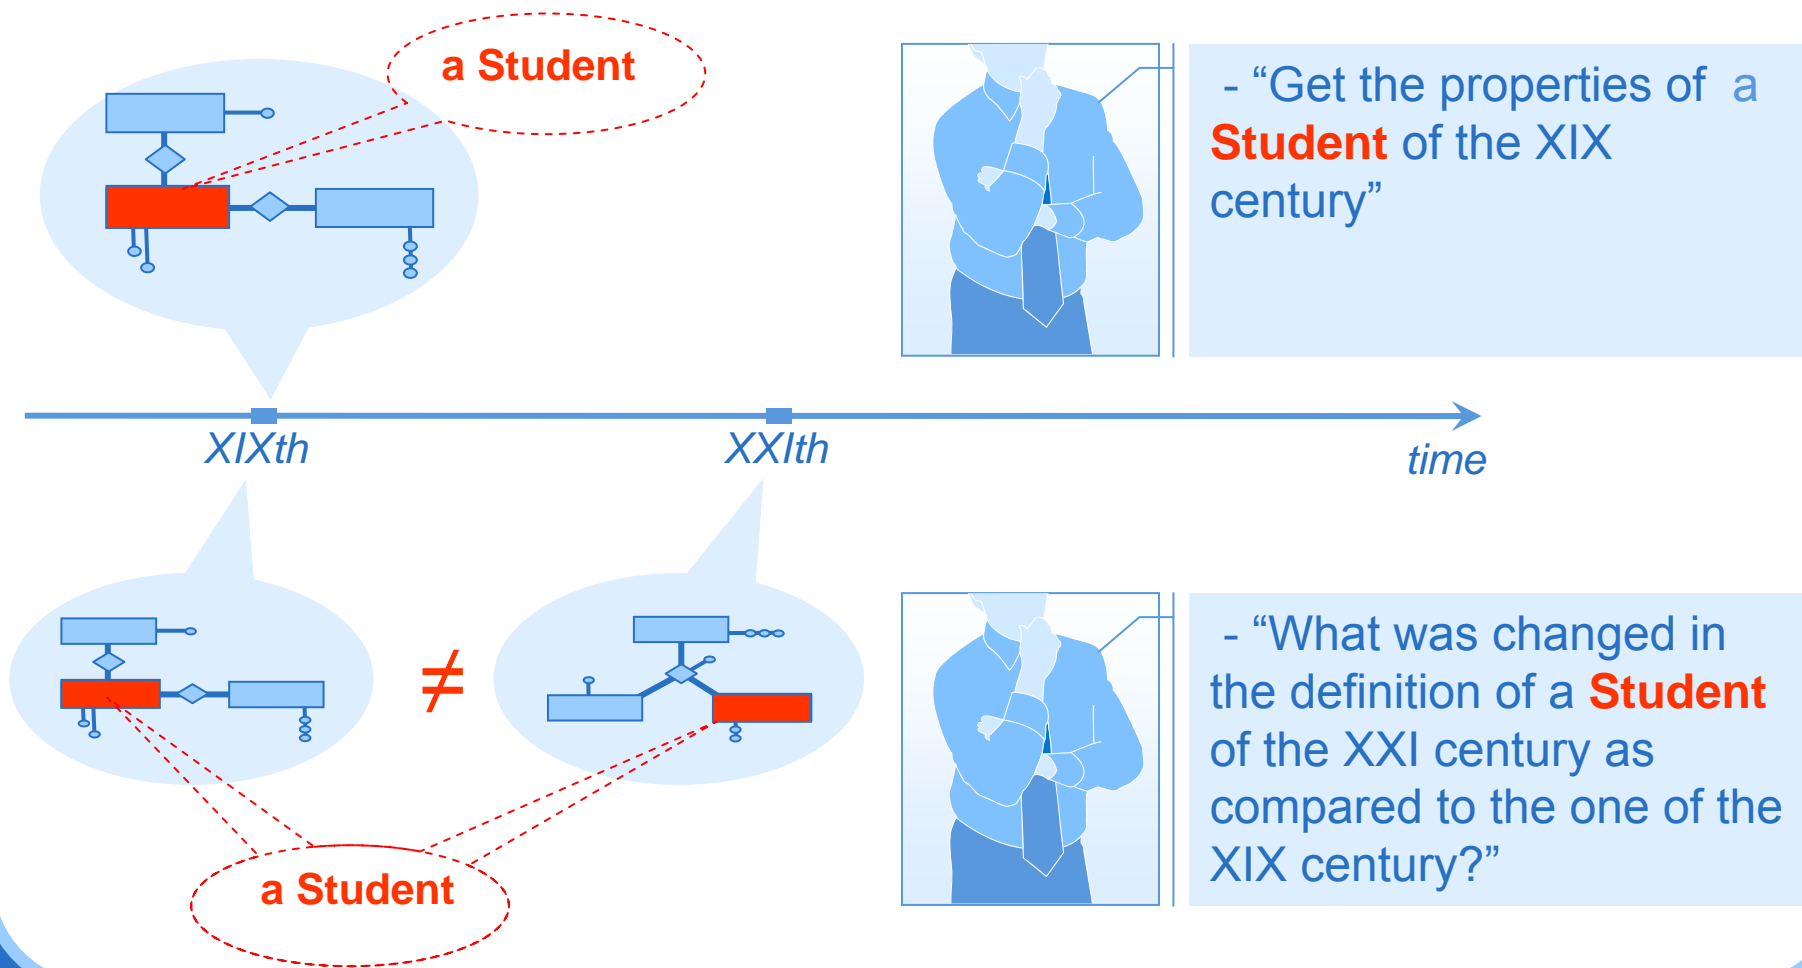 a Student
- “Get the properties of a
Student of the XIX
century”
XIXth
XXIth
time
≠
- “What was changed in
the definition of a Student
of the XXI century as
compared to the one of the
XIX century?”
a Student